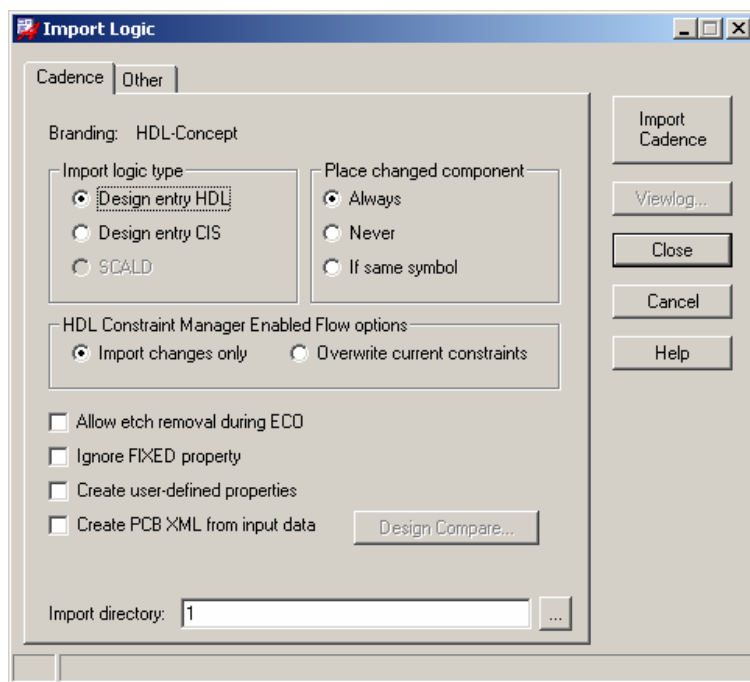 Import Logic
Cadence Other
Branding: HDL-Concept
Import logic type
Design entry HDL
Design entry CIS
SCALD
Place changed component
Always
Never
If same symbol
HDL Constraint Manager Enabled Flow options
Import changes only Overwrite current constraints
Allow etch removal during ECO
Ignore FIXED property
Create user-defined properties
Create PCB XML from input data Design Compare...
Import directory: 1 ...
Import Cadence
Viewlog...
Close
Cancel
Help